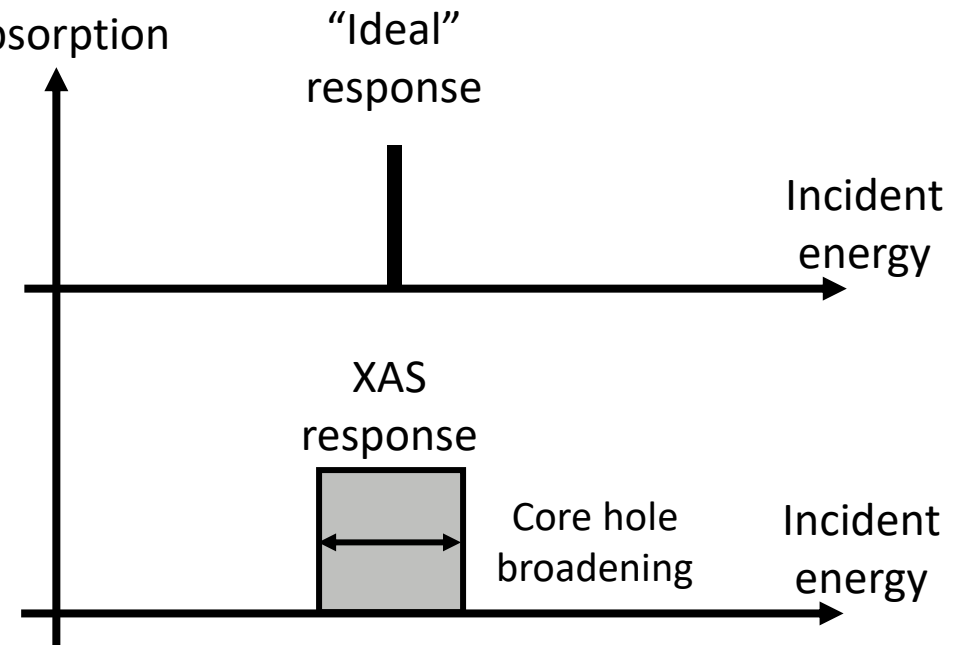 bsorption
“Ideal”
response
Incident
energy
XAS
response
Core hole
broadening
Incident
energy